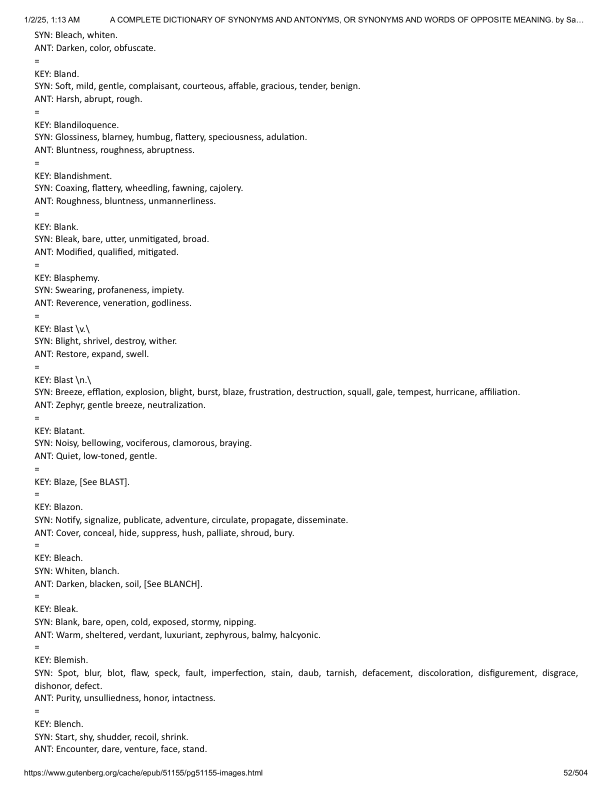 1/2/25, 1:13 AM A COMPLETE DICTIONARY OF SYNONYMS AND ANTONYMS, OR SYNONYMS AND WORDS OF OPPOSITE MEANING. by Sa…
SYN: Bleach, whiten.
ANT: Darken, color, obfuscate.
=
KEY: Bland.
SYN: Soft, mild, gentle, complaisant, courteous, affable, gracious, tender, benign.
ANT: Harsh, abrupt, rough.
=
KEY: Blandiloquence.
SYN: Glossiness, blarney, humbug, flattery, speciousness, adulation.
ANT: Bluntness, roughness, abruptness.
=
KEY: Blandishment.
SYN: Coaxing, flattery, wheedling, fawning, cajolery.
ANT: Roughness, bluntness, unmannerliness.
=
KEY: Blank.
SYN: Bleak, bare, utter, unmitigated, broad.
ANT: Modified, qualified, mitigated.
=
KEY: Blasphemy.
SYN: Swearing, profaneness, impiety.
ANT: Reverence, veneration, godliness.
=
KEY: Blast \v.\
SYN: Blight, shrivel, destroy, wither.
ANT: Restore, expand, swell.
=
KEY: Blast \n.\
SYN: Breeze, efflation, explosion, blight, burst, blaze, frustration, destruction, squall, gale, tempest, hurricane, affiliation.
ANT: Zephyr, gentle breeze, neutralization.
=
KEY: Blatant.
SYN: Noisy, bellowing, vociferous, clamorous, braying.
ANT: Quiet, low-toned, gentle.
=
KEY: Blaze, [See BLAST].
=
KEY: Blazon.
SYN: Notify, signalize, publicate, adventure, circulate, propagate, disseminate.
ANT: Cover, conceal, hide, suppress, hush, palliate, shroud, bury.
=
KEY: Bleach.
SYN: Whiten, blanch.
ANT: Darken, blacken, soil, [See BLANCH].
=
KEY: Bleak.
SYN: Blank, bare, open, cold, exposed, stormy, nipping.
ANT: Warm, sheltered, verdant, luxuriant, zephyrous, balmy, halcyonic.
=
KEY: Blemish.
SYN: Spot, blur, blot, flaw, speck, fault, imperfection, stain, daub, tarnish, defacement, discoloration, disfigurement, disgrace,
dishonor, defect.
ANT: Purity, unsulliedness, honor, intactness.
=
KEY: Blench.
SYN: Start, shy, shudder, recoil, shrink.
ANT: Encounter, dare, venture, face, stand.
https://www.gutenberg.org/cache/epub/51155/pg51155-images.html 52/504